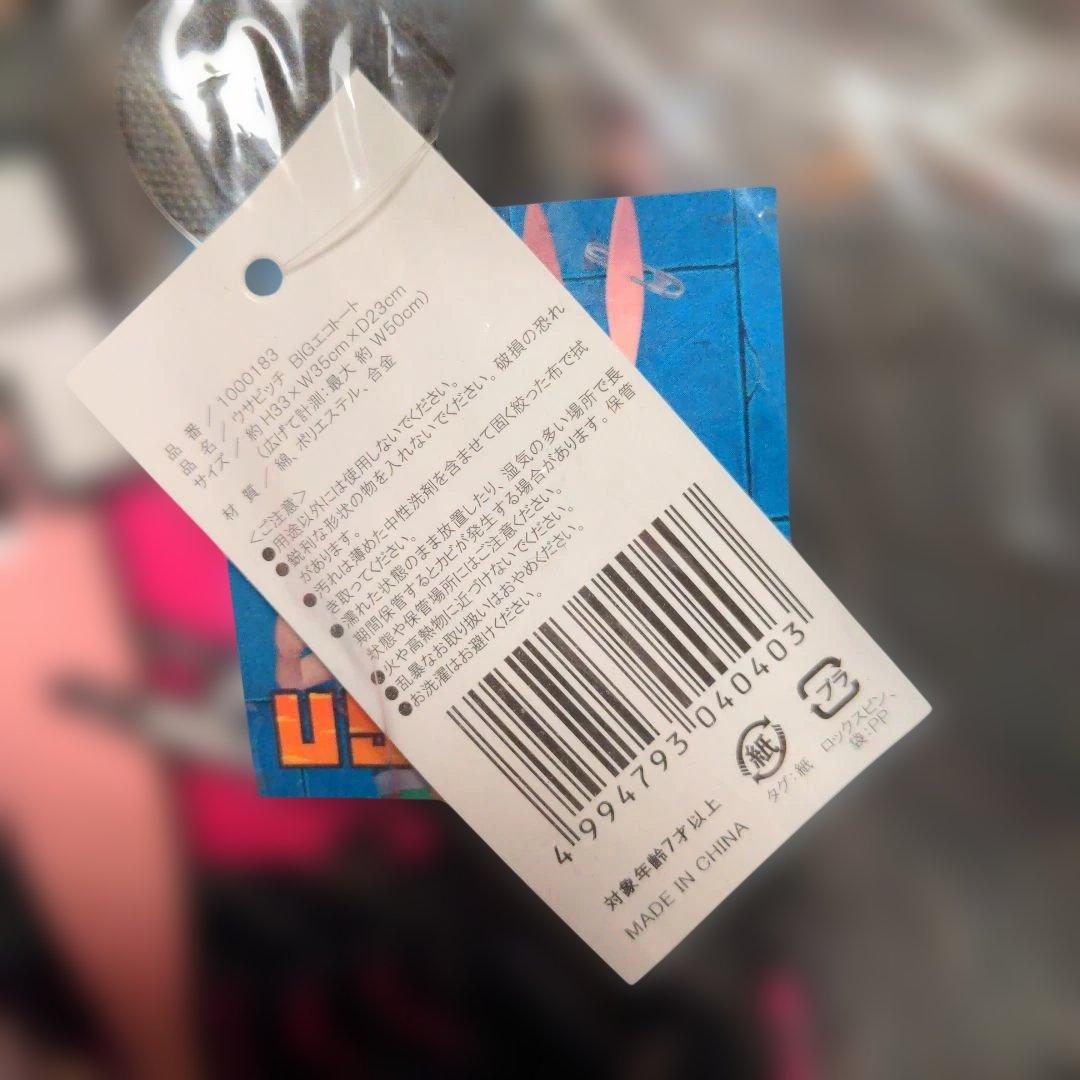 品 番 / 1000183
品 名 / ウサビッチ BIGエコトート
サイズ / 約 H33×W35cm×D23cm
(広げて計測:最大 約 W50cm)
材 質 / 綿、ポリエステル、合金
<ご注意>
●用途以外には使用しないでください。
●鋭利な形状の物を入れないでください。破損の恐れ
があります。
●汚れは薄めた中性洗剤を含ませて固く絞った布で拭
き取ってください。
●濡れた状態のまま放置したり、湿気の多い場所で長
期間保管するとカビが発生する場合があります。保管
状態や保管場所にはご注意ください。
●火や高熱物に近づけないでください。
●乱暴なお取り扱いはおやめください。
●お洗濯はお避けください。
4994793040403
紙
タグ:紙
プラ
ロックスピン、
袋:PP
対象年齢7才以上
MADE IN CHINA